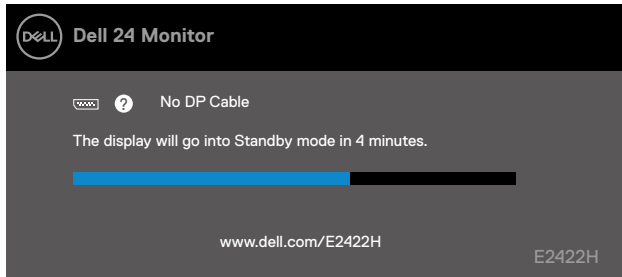 DELL Dell 24 Monitor
? No DP Cable
The display will go into Standby mode in 4 minutes.
www.dell.com/E2422H
E2422H